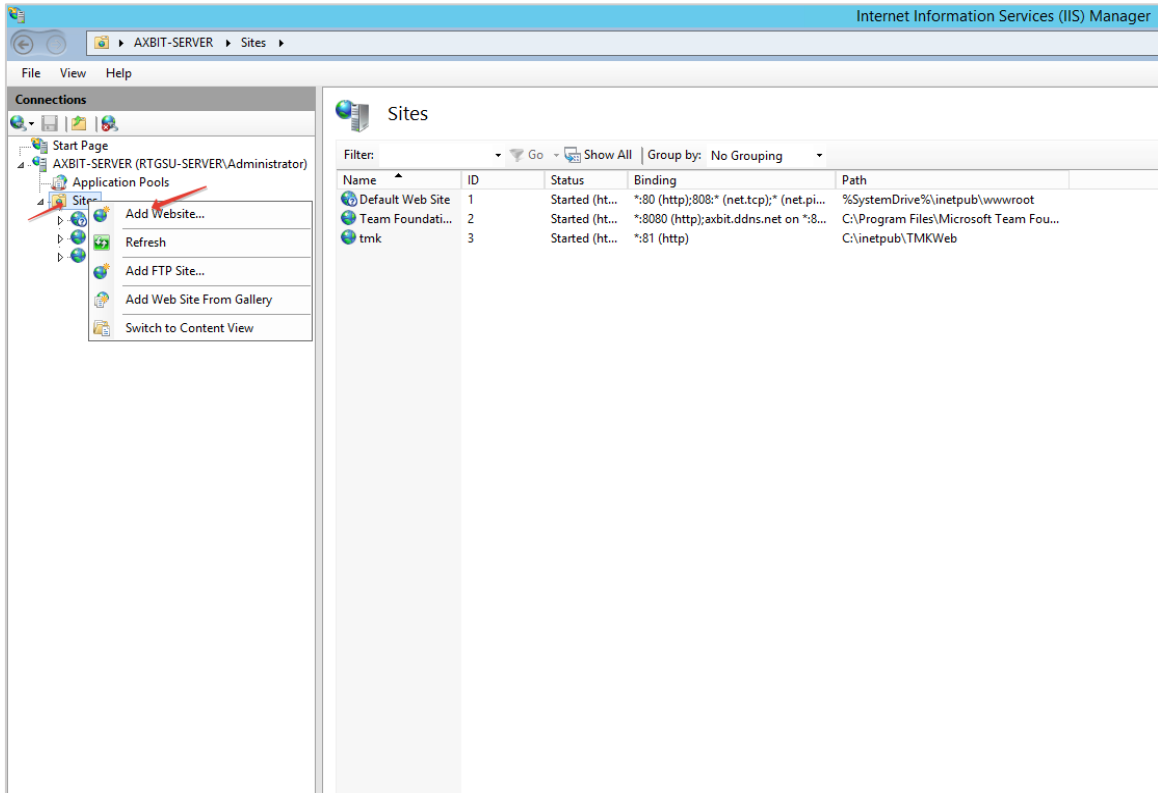 Internet Information Services (IIS) Manager
AXBIT-SERVER Sites
File View Help
Connections
Start Page
AXBIT-SERVER (RTGSU-SERVER\Administrator)
Application Pools
Sites
Add Website...
Refresh
Add FTP Site...
Add Web Site From Gallery
Switch to Content View
Sites
Filter: Go Show All Group by: No Grouping
Name ID Status Binding Path
Default Web Site 1 Started (ht... *:80 (http);808:* (net.tcp);* (net.pi... %SystemDrive%\inetpub\wwwroot
Team Foundati... 2 Started (ht... *:8080 (http);axbit.ddns.net on *:8... C:\Program Files\Microsoft Team Fou...
tmk 3 Started (ht... *:81 (http) C:\inetpub\TMKWeb